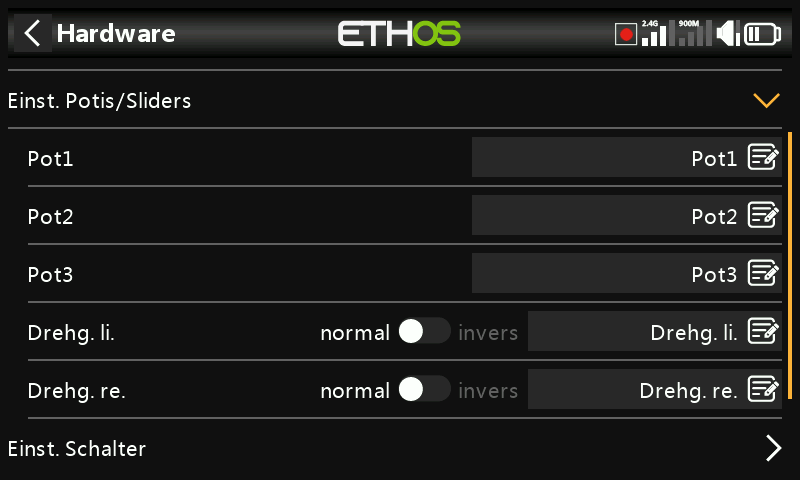 Hardware
ETHOS
2.4G 900M
Einst. Potis/Sliders
Pot1 Pot1
Pot2 Pot2
Pot3 Pot3
Drehg. li. normal invers Drehg. li.
Drehg. re. normal invers Drehg. re.
Einst. Schalter